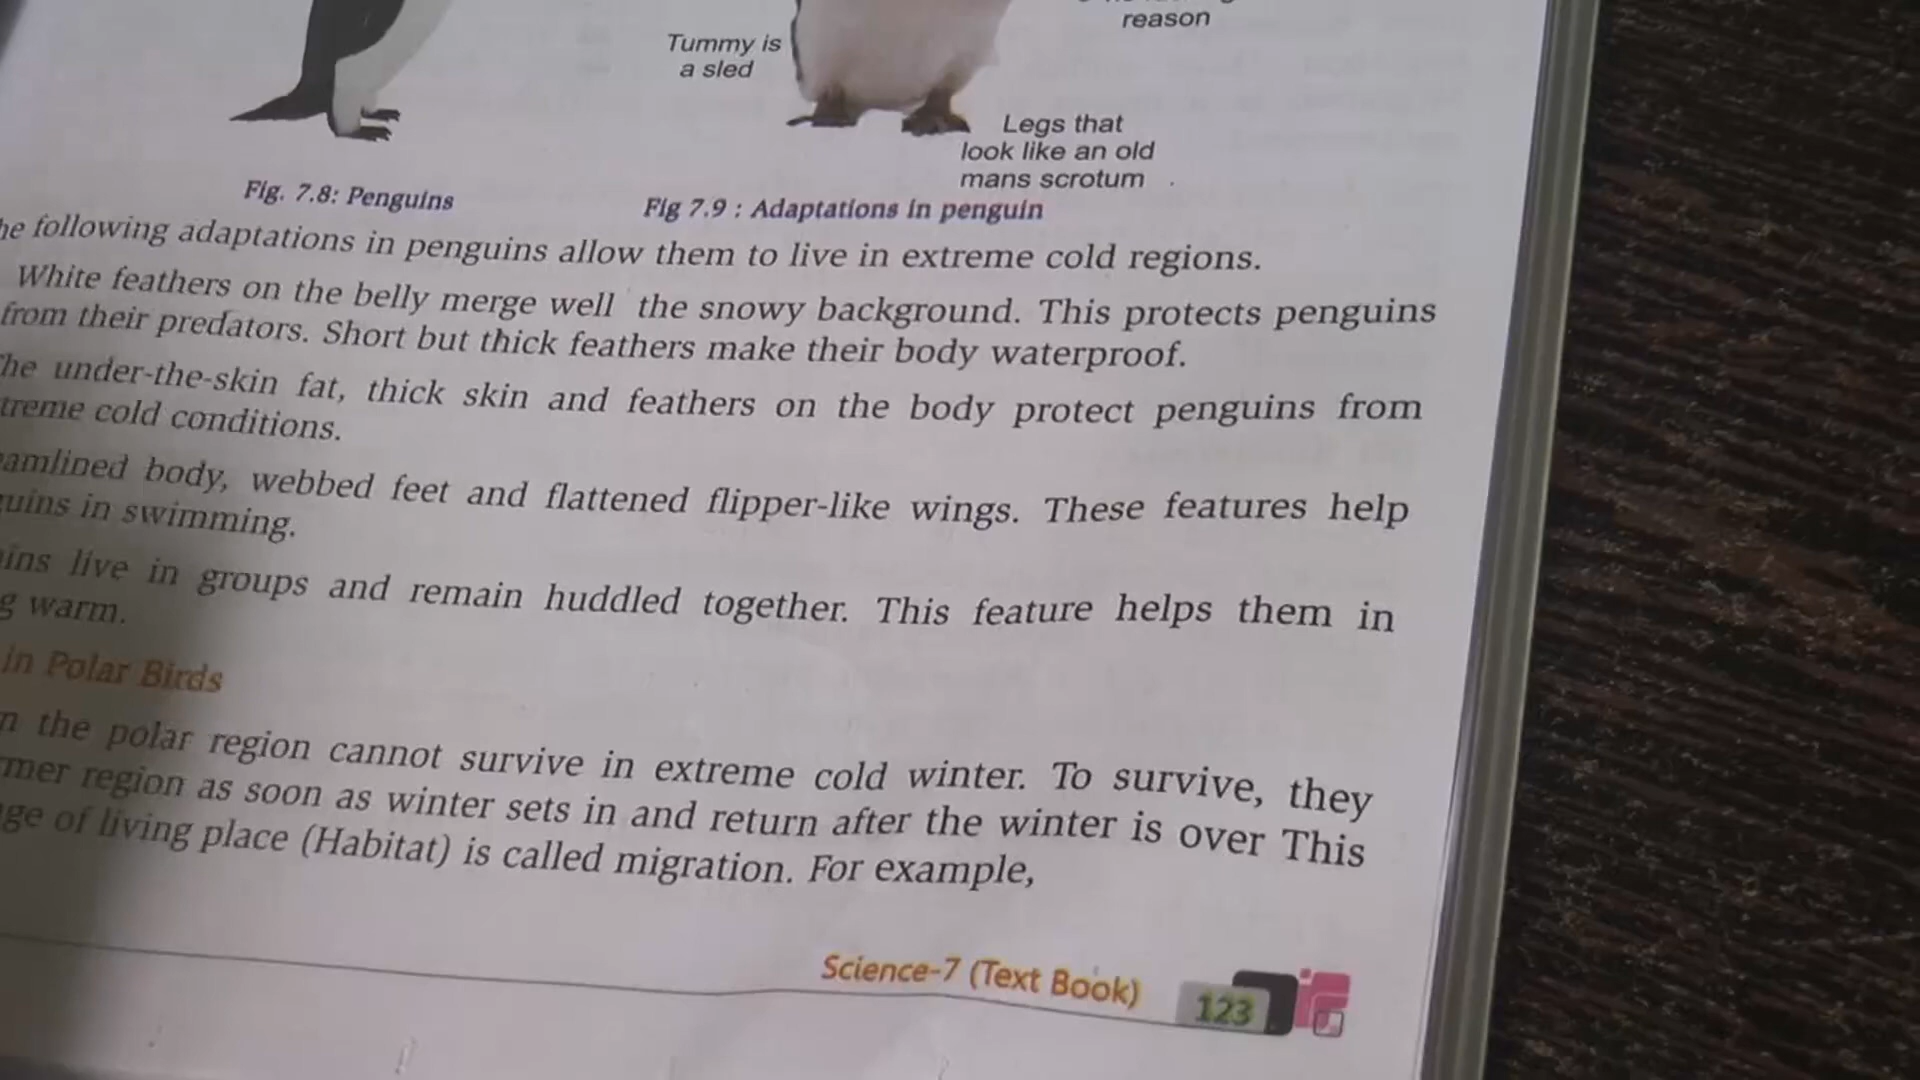 reason
Tummy is
a sled
Legs that
look like an old
mans scrotum
Fig. 7.8: Penguins
Fig 7.9 : Adaptations in penguin
he following adaptations in penguins allow them to live in extreme cold regions.
White feathers on the belly merge well the snowy background. This protects penguins
from their predators. Short but thick feathers make their body waterproof.
he under-the-skin fat, thick skin and feathers on the body protect penguins from
treme cold conditions.
amlined body, webbed feet and flattened flipper-like wings. These features help
uins in swimming.
ins live in groups and remain huddled together. This feature helps them in
g warm.
in Polar Birds
n the polar region cannot survive in extreme cold winter. To survive, they
mer region as soon as winter sets in and return after the winter is over This
ge of living place (Habitat) is called migration. For example,
Science-7 (Text Book) 123